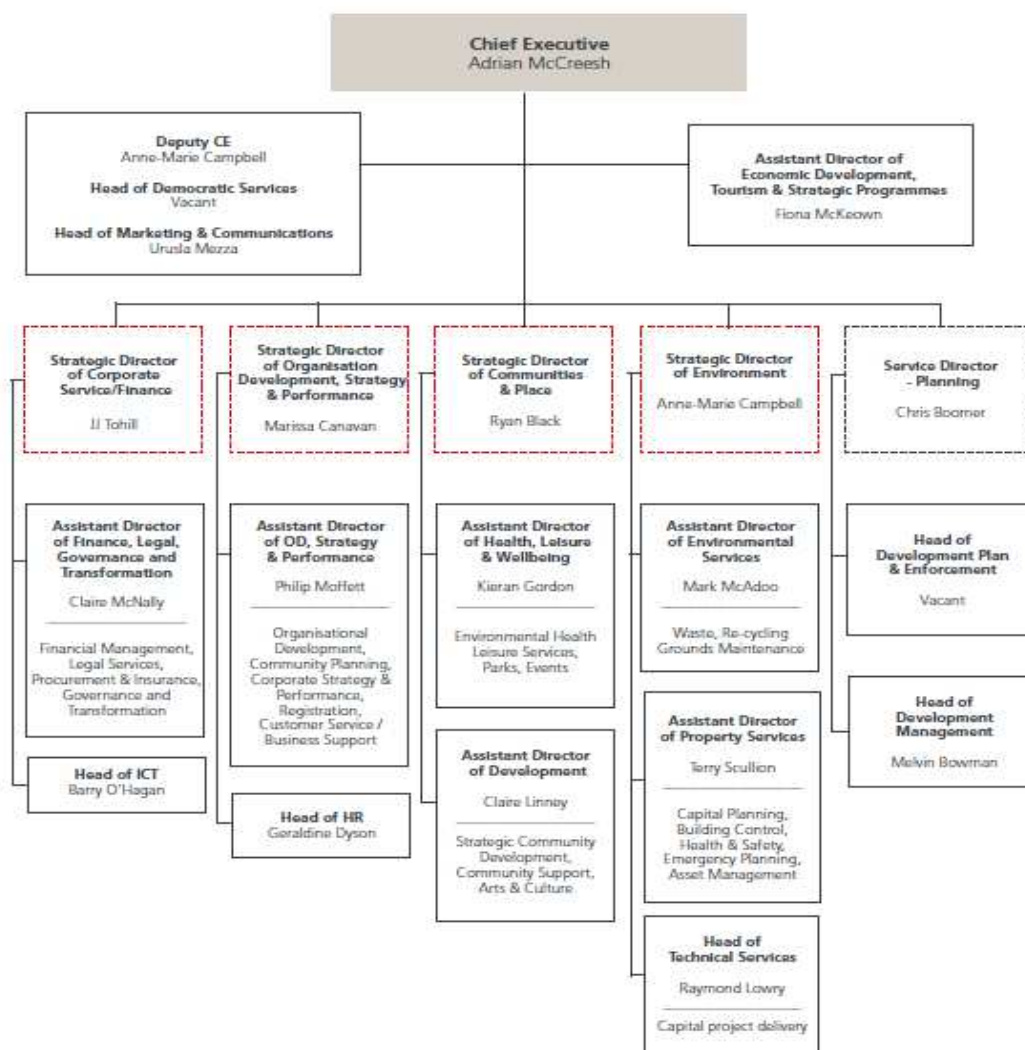 Chief Executive
Adrian McCreesh
Deputy CE
Anne-Marie Campbell
Head of Democratic Services
Vacant
Head of Marketing & Communications
Urusla Mezza
Assistant Director of
Economic Development,
Tourism & Strategic Programmes
Fiona McKeown
Strategic Director
of Corporate
Service/Finance
JJ Tohill
Strategic Director
of Organisation
Development, Strategy
& Performance
Marissa Canavan
Strategic Director
of Communities
& Place
Ryan Black
Strategic Director
of Environment
Anne-Marie Campbell
Service Director
- Planning
Chris Boomer
Assistant Director
of Finance, Legal,
Governance and
Transformation
Claire McNally
Financial Management,
Legal Services,
Procurement & Insurance,
Governance and
Transformation
Head of ICT
Barry O'Hagan
Assistant Director
of OD, Strategy
& Performance
Philip Moffett
Organisational
Development,
Community Planning,
Corporate Strategy &
Performance,
Registration,
Customer Service /
Business Support
Head of HR
Geraldine Dyson
Assistant Director
of Health, Leisure
& Wellbeing
Kieran Gordon
Environmental Health
Leisure Services,
Parks, Events
Assistant Director
of Development
Claire Linney
Strategic Community
Development,
Community Support,
Arts & Culture
Assistant Director
of Environmental
Services
Mark McAdoo
Waste, Re-cycling
Grounds Maintenance
Assistant Director
of Property Services
Terry Scullion
Capital Planning,
Building Control,
Health & Safety,
Emergency Planning,
Asset Management
Head of
Technical Services
Raymond Lowry
Capital project delivery
Head of
Development Plan
& Enforcement
Vacant
Head of
Development
Management
Melvin Bowman